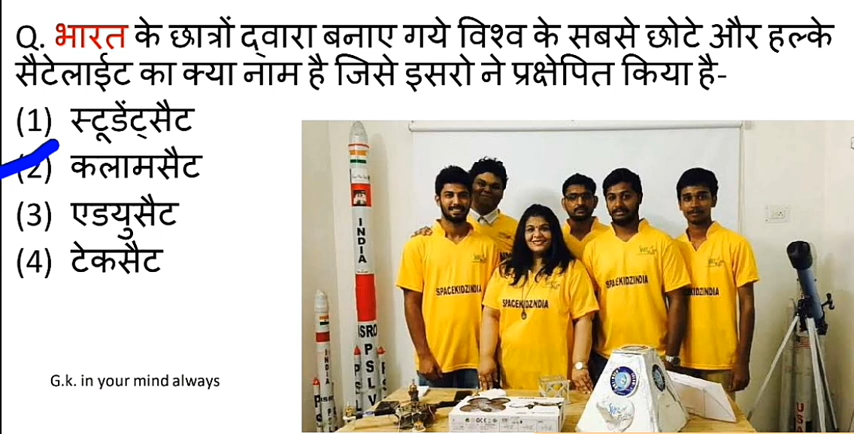 Q. भारत के छात्रों द्वारा बनाए गये विश्व के सबसे छोटे और हल्के
सैटेलाईट का क्या नाम है जिसे इसरो ने प्रक्षेपित किया है-
(1) स्टूडेंट्सैट
(2) कलामसैट
(3) एडयुसैट
(4) टेकसैट
INDIA
ISRO
PSLV
SPACEKIDZINDIA
SPACEKIDZINDIA
SPACEKIDZINDIA
INDIA
G.k. in your mind always